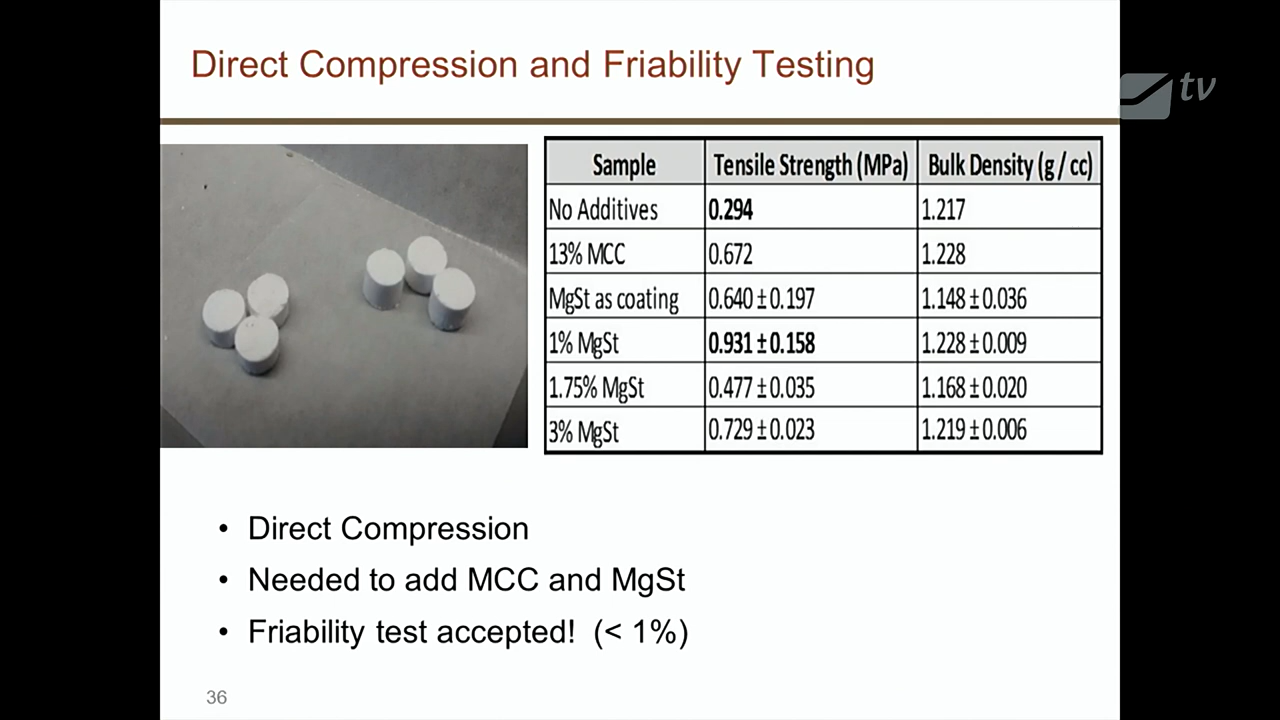 Direct Compression and Friability Testing
tv
Sample Tensile Strength (MPa) Bulk Density (g / cc)
No Additives 0.294 1.217
13% MCC 0.672 1.228
MgSt as coating 0.640 ± 0.197 1.148 ± 0.036
1% MgSt 0.931 ± 0.158 1.228 ± 0.009
1.75% MgSt 0.477 ± 0.035 1.168 ± 0.020
3% MgSt 0.729 ± 0.023 1.219 ± 0.006
• Direct Compression
• Needed to add MCC and MgSt
• Friability test accepted! (< 1%)
36